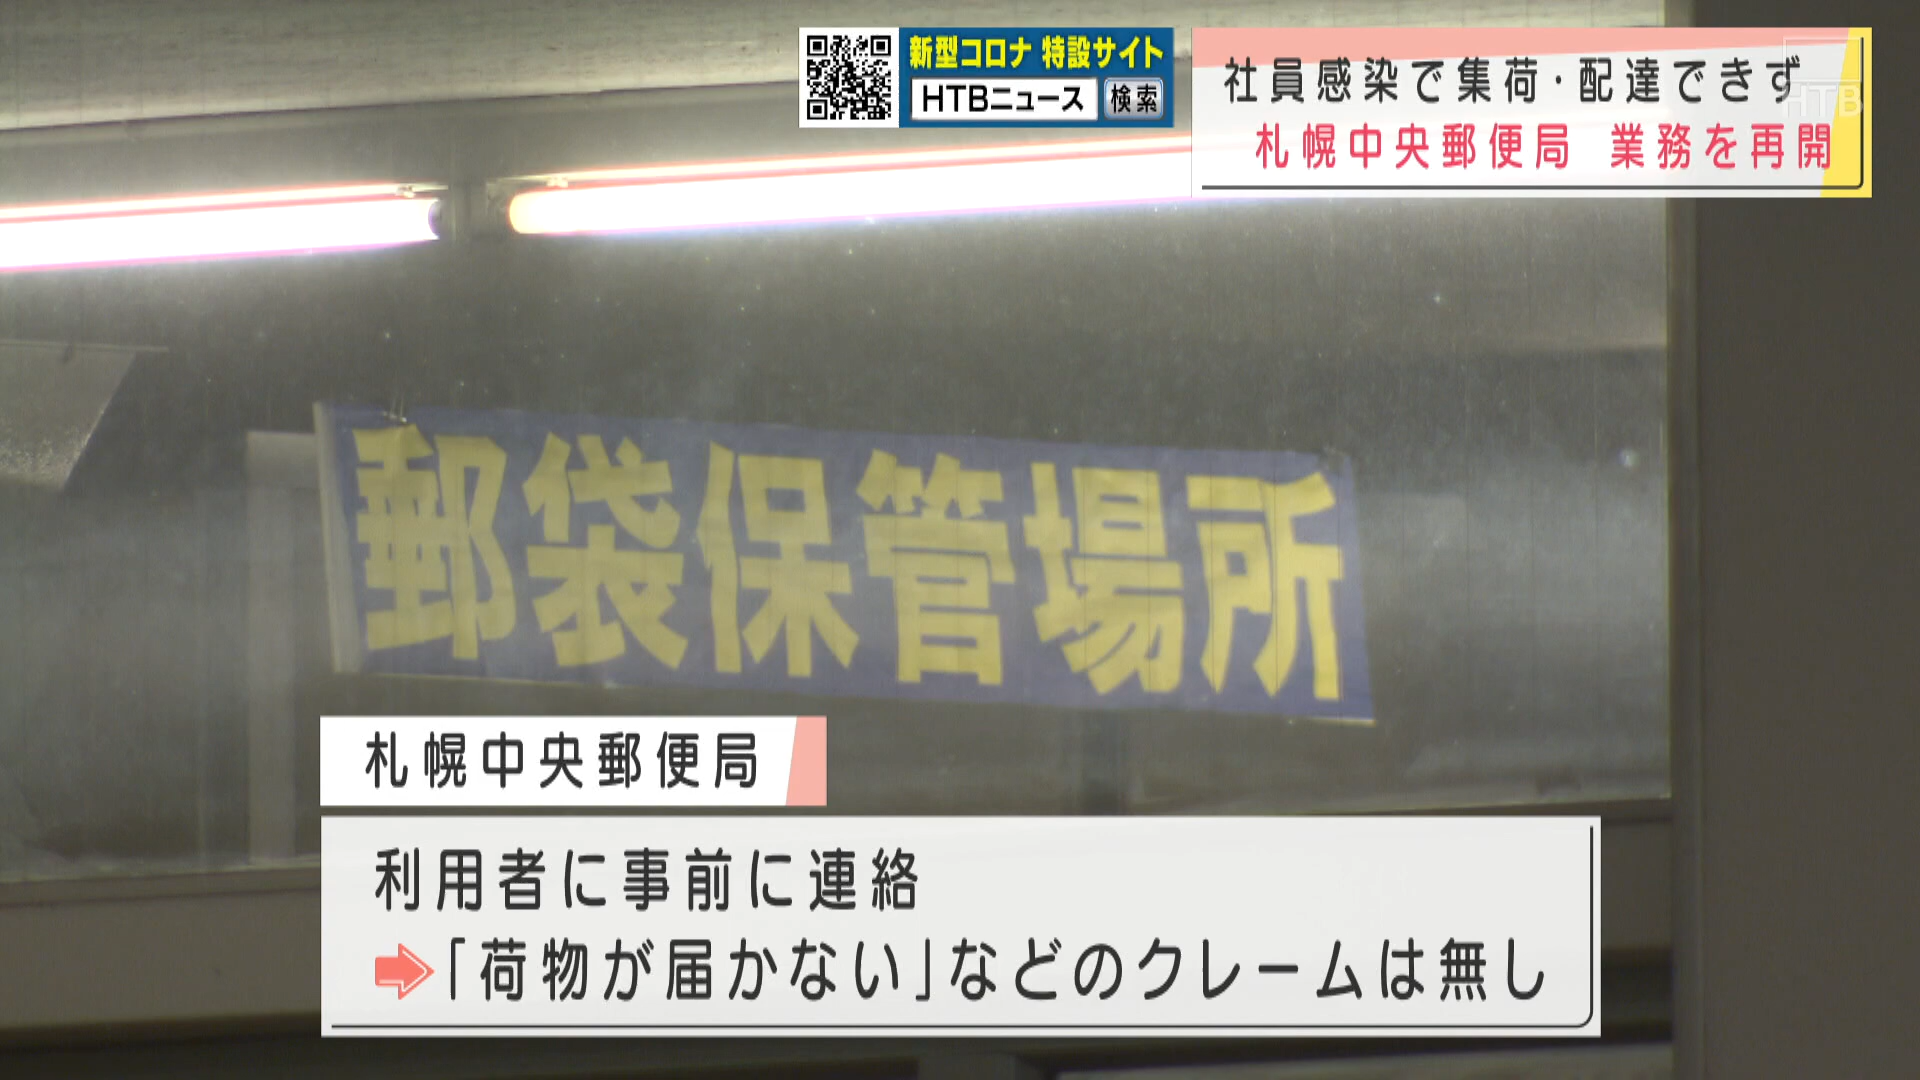 新型コロナ 特設サイト
HTBニュース 検索
社員感染で集荷・配達できず
札幌中央郵便局 業務を再開
HTB
郵袋保管場所
札幌中央郵便局
利用者に事前に連絡
➡「荷物が届かない」などのクレームは無し